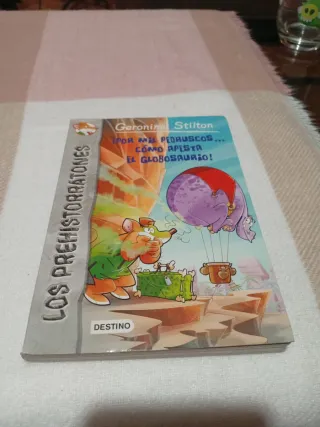 Geronimo Stilton
¡POR MIL PEDRUSCOS...
CÓMO APESTA
EL GLOBOSAURIO!
LOS PREHISTORRATONES
DESTINO